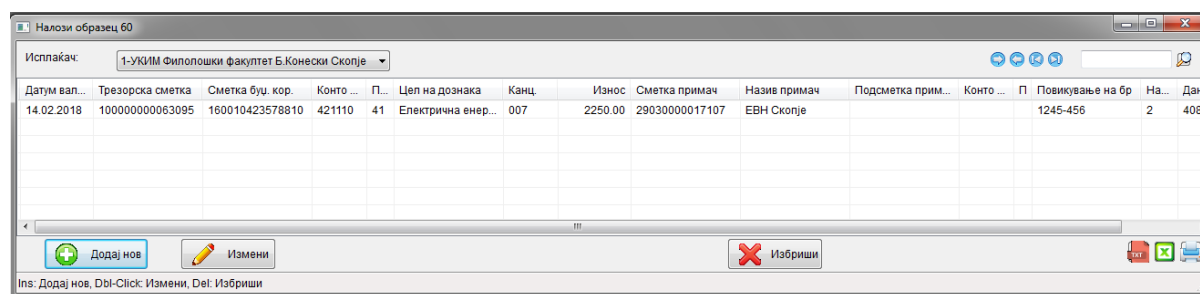 Налози образец 60
Исплаќач: 1-УКИМ Филолошки факултет Б.Конески Скопје
Датум вал... Трезорска сметка Сметка буџ. кор. Конто ... П... Цел на дознака Канц. Износ Сметка примач Назив примач Подсметка прим... Конто ... П Повикување на бр На... Дан
14.02.2018 100000000063095 160010423578810 421110 41 Електрична енер... 007 2250.00 29030000017107 ЕВН Скопје 1245-456 2 408
Додај нов Измени Избриши TXT
Ins: Додај нов, Dbl-Click: Измени, Del: Избриши